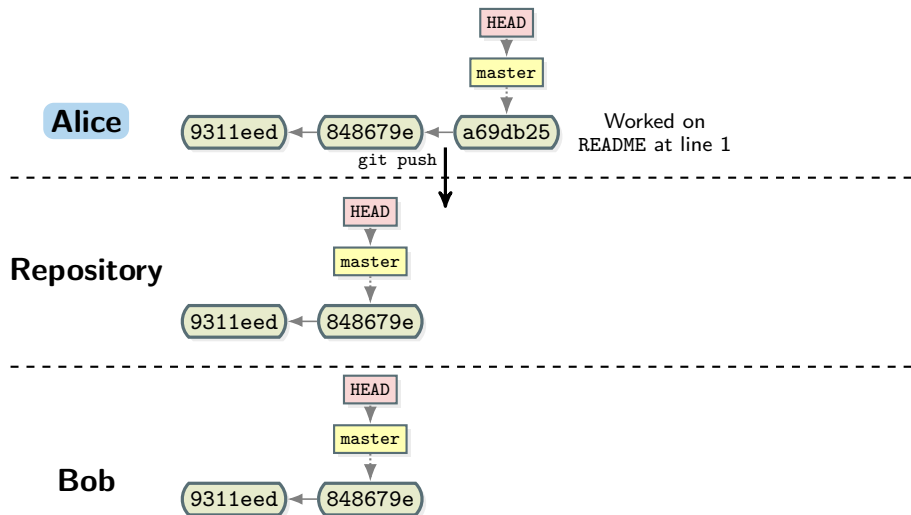 HEAD
master
Alice
9311eed
848679e
a69db25
Worked on
README at line 1
git push
HEAD
master
Repository
9311eed
848679e
HEAD
master
Bob
9311eed
848679e